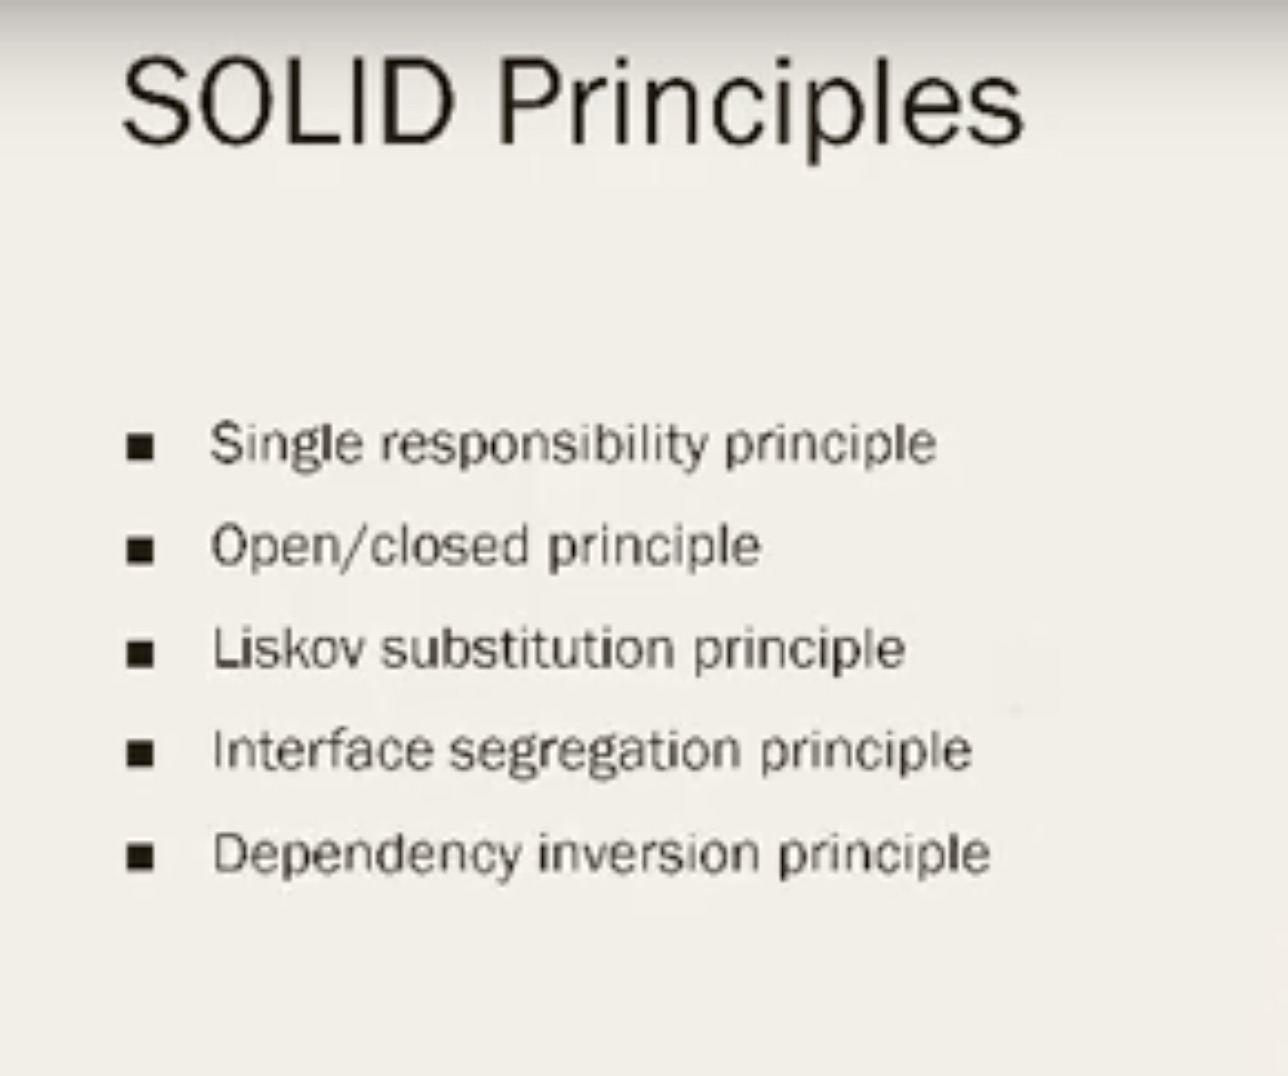 SOLID Principles
Single responsibility principle
Open/closed principle
Liskov substitution principle
Interface segregation principle
Dependency inversion principle